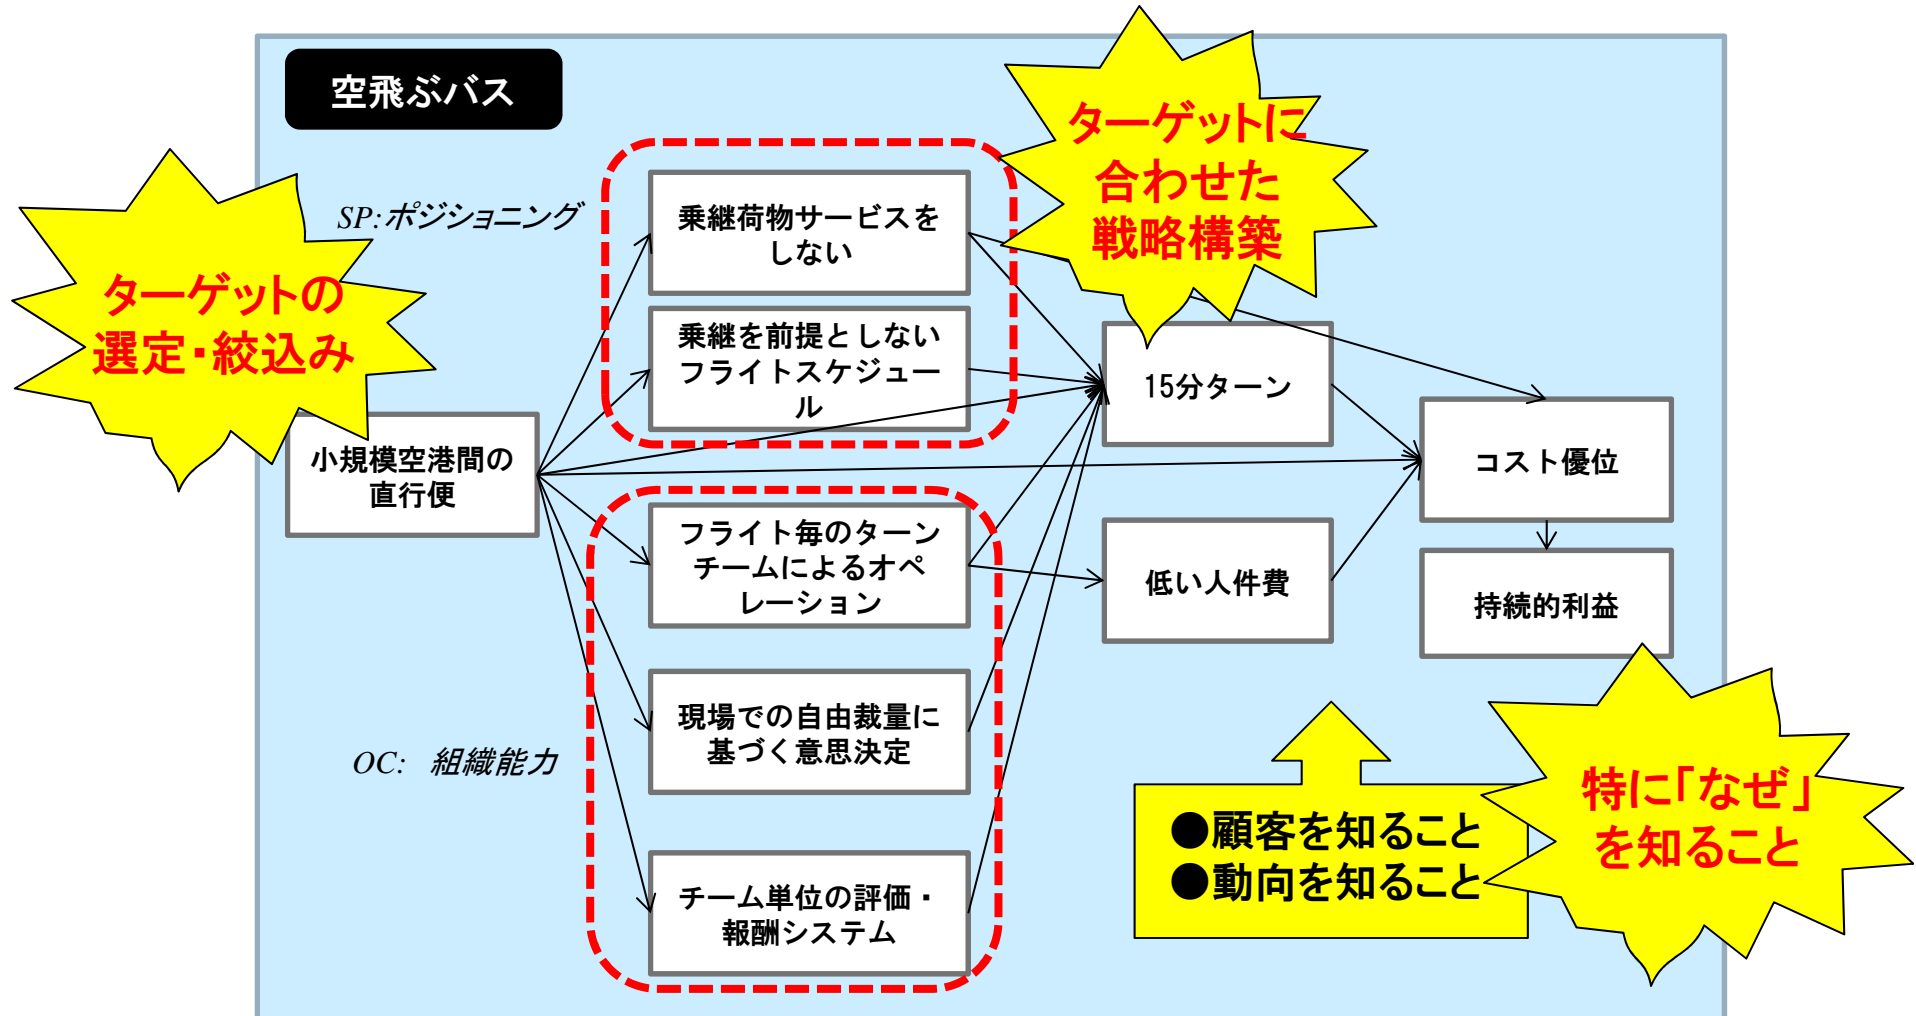 空飛ぶバス
ターゲットに
合わせた
戦略構築
SP:ポジショニング
乗継荷物サービスを
しない
ターゲットの
選定・絞込み
乗継を前提としない
フライトスケジュー
ル
15分ターン
小規模空港間の
直行便
コスト優位
フライト毎のターン
チームによるオペ
レーション
低い人件費
持続的利益
現場での自由裁量に
基づく意思決定
OC: 組織能力
●顧客を知ること
●動向を知ること
特に「なぜ」
を知ること
チーム単位の評価・
報酬システム